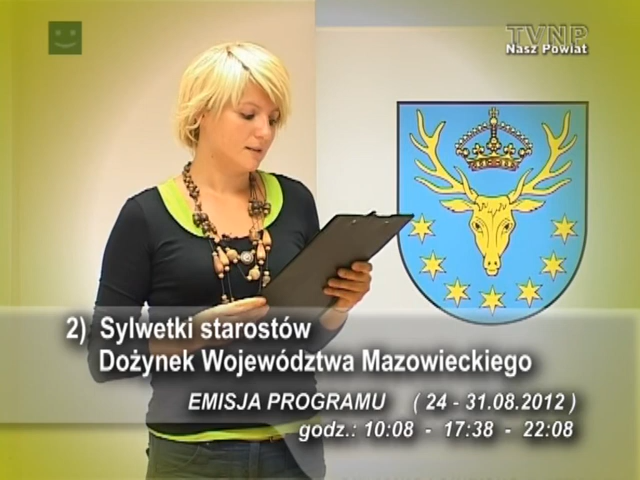 TVNP
Nasz Powiat
2) Sylwetki starostów
Dożynek Województwa Mazowieckiego
EMISJA PROGRAMU ( 24 - 31.08.2012 )
godz.: 10:08 - 17:38 - 22:08